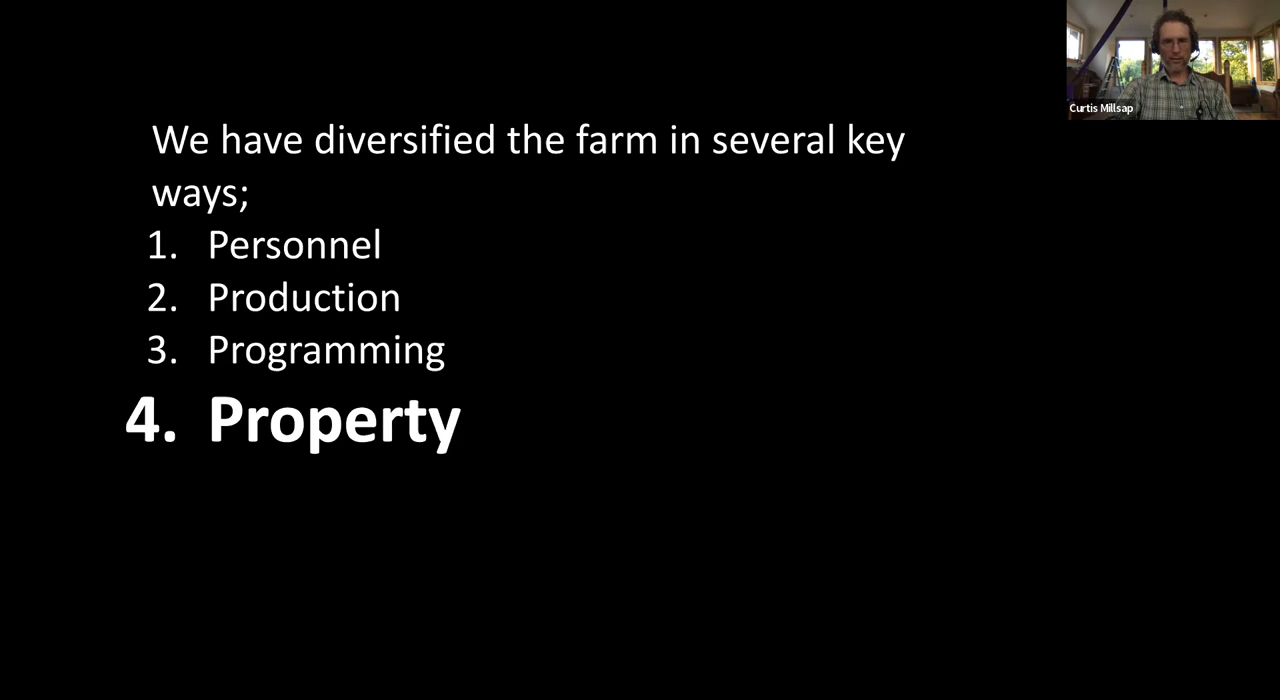 We have diversified the farm in several key
ways;
1. Personnel
2. Production
3. Programming
4. Property
Curtis Millsap